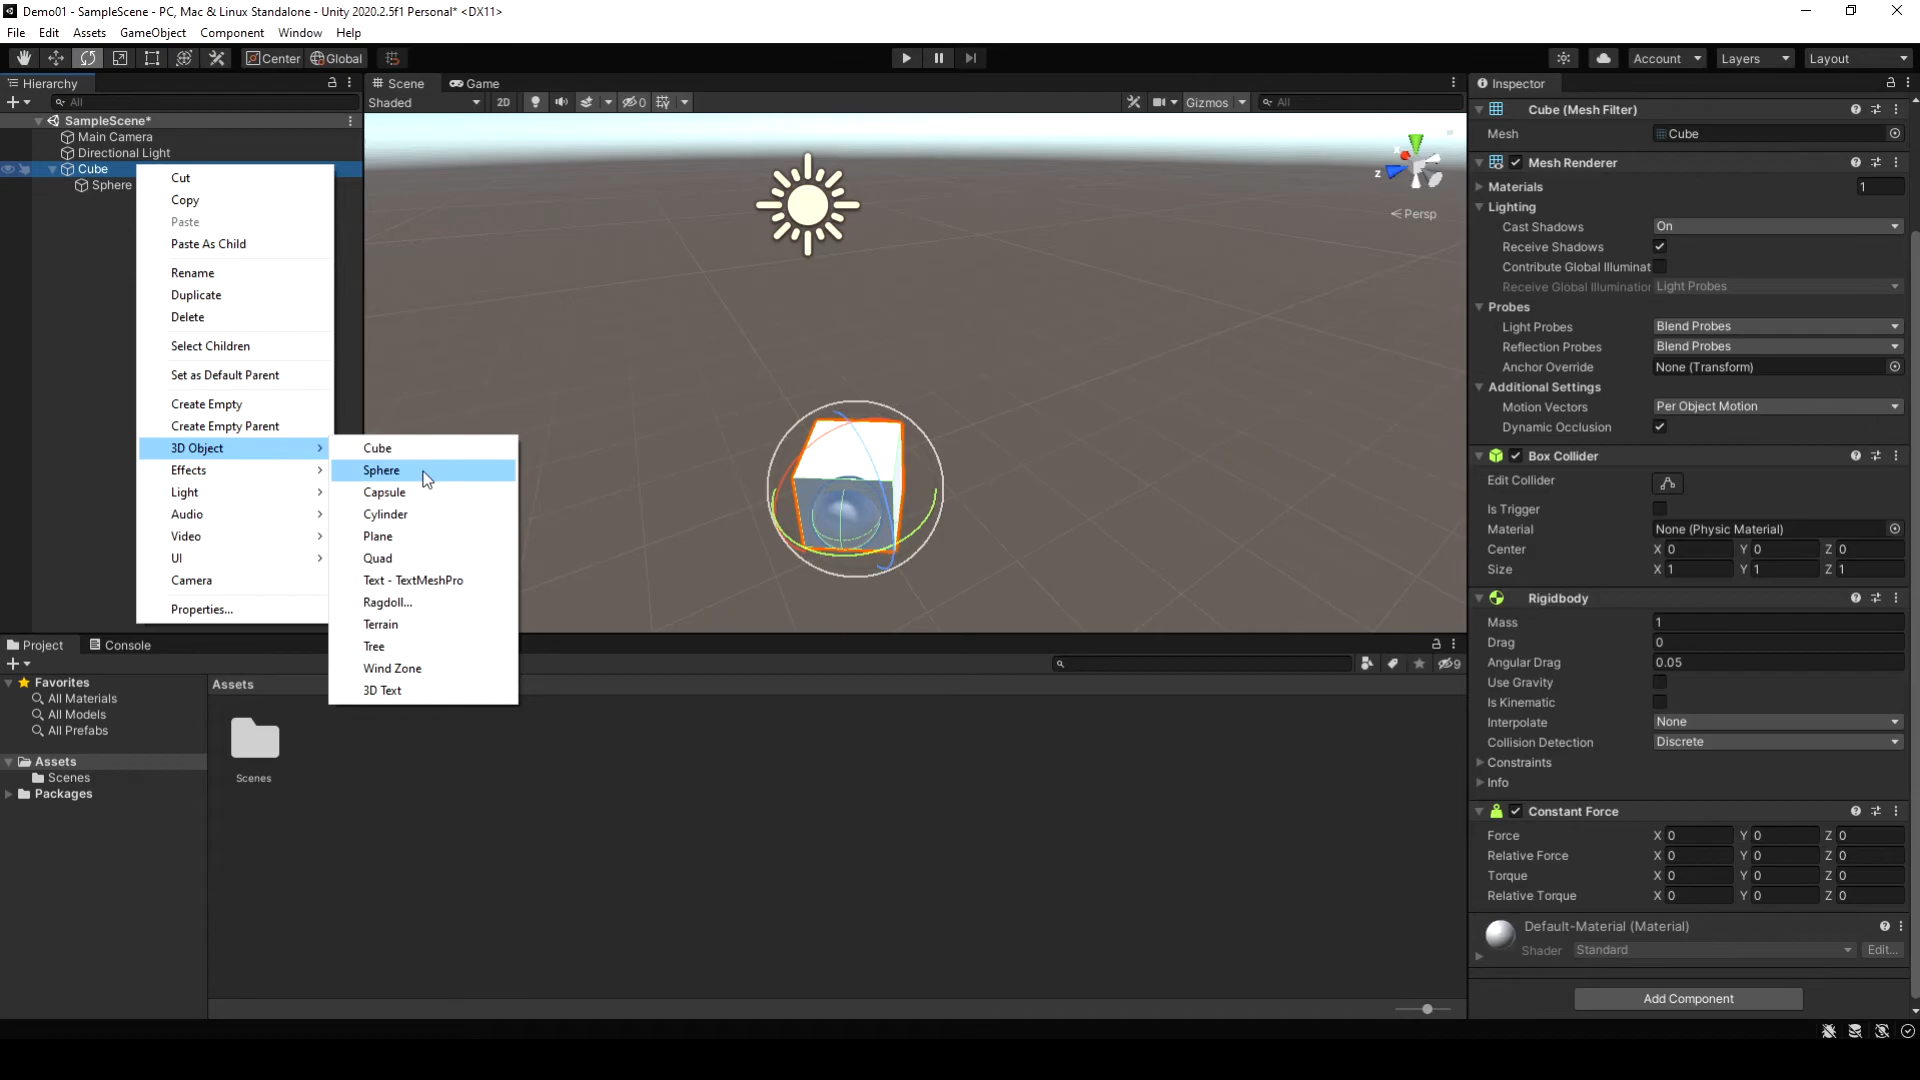 Demo01 - SampleScene - PC, Mac & Linux Standalone - Unity 2020.2.5f1 Personal* <DX11>
File Edit Assets GameObject Component Window Help
Center Global Account Layers Layout
Hierarchy
All
SampleScene*
Main Camera
Directional Light
Cube
Sphere
Cut
Copy
Paste
Paste As Child
Rename
Duplicate
Delete
Select Children
Set as Default Parent
Create Empty
Create Empty Parent
3D Object
Effects
Light
Audio
Video
UI
Camera
Properties...
Cube
Sphere
Capsule
Cylinder
Plane
Quad
Text - TextMeshPro
Ragdoll...
Terrain
Tree
Wind Zone
3D Text
Scene Game
Shaded 2D 0 Gizmos All
x
z
Persp
Project Console
9
Favorites
All Materials
All Models
All Prefabs
Assets
Scenes
Packages
Assets
Scenes
Inspector
Cube (Mesh Filter)
Mesh Cube
Mesh Renderer
Materials 1
Lighting
Cast Shadows On
Receive Shadows
Contribute Global Illuminat
Receive Global Illumination Light Probes
Probes
Light Probes Blend Probes
Reflection Probes Blend Probes
Anchor Override None (Transform)
Additional Settings
Motion Vectors Per Object Motion
Dynamic Occlusion
Box Collider
Edit Collider
Is Trigger
Material None (Physic Material)
Center X 0 Y 0 Z 0
Size X 1 Y 1 Z 1
Rigidbody
Mass 1
Drag 0
Angular Drag 0.05
Use Gravity
Is Kinematic
Interpolate None
Collision Detection Discrete
Constraints
Info
Constant Force
Force X 0 Y 0 Z 0
Relative Force X 0 Y 0 Z 0
Torque X 0 Y 0 Z 0
Relative Torque X 0 Y 0 Z 0
Default-Material (Material)
Shader Standard Edit...
Add Component